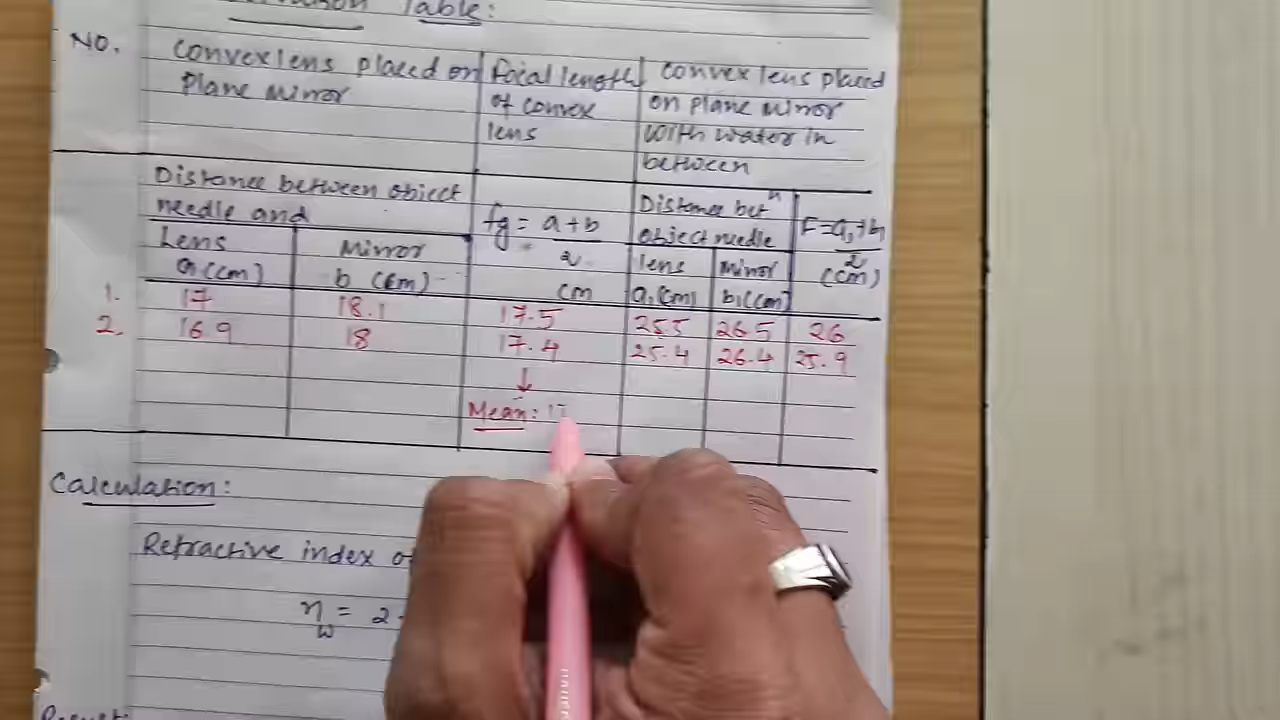 Table:
NO.
Convex lens placed on
Plane mirror
Focal length
of convex
lens
Convex lens placed
on plane mirror
with water in
between
Distance between object
needle and
Lens
a (cm)
Mirror
b (cm)
fg = a+b
2
cm
Distance betn
object needle
lens
a1 (cm)
mirror
b1 (cm)
F = a1+b1
2
(cm)
1. 17 18.1 17.5 25.5 26.5 26
2. 16.9 18 17.4 25.4 26.4 25.9
↓
Mean: 17
Calculation:
Refractive index of
nw = 2-